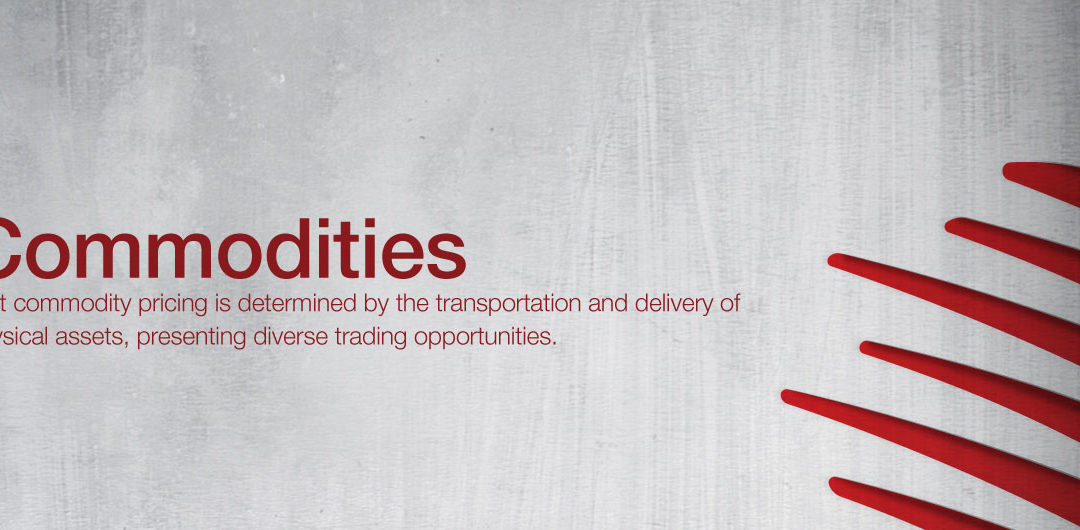 Commodities
t commodity pricing is determined by the transportation and delivery of
ysical assets, presenting diverse trading opportunities.